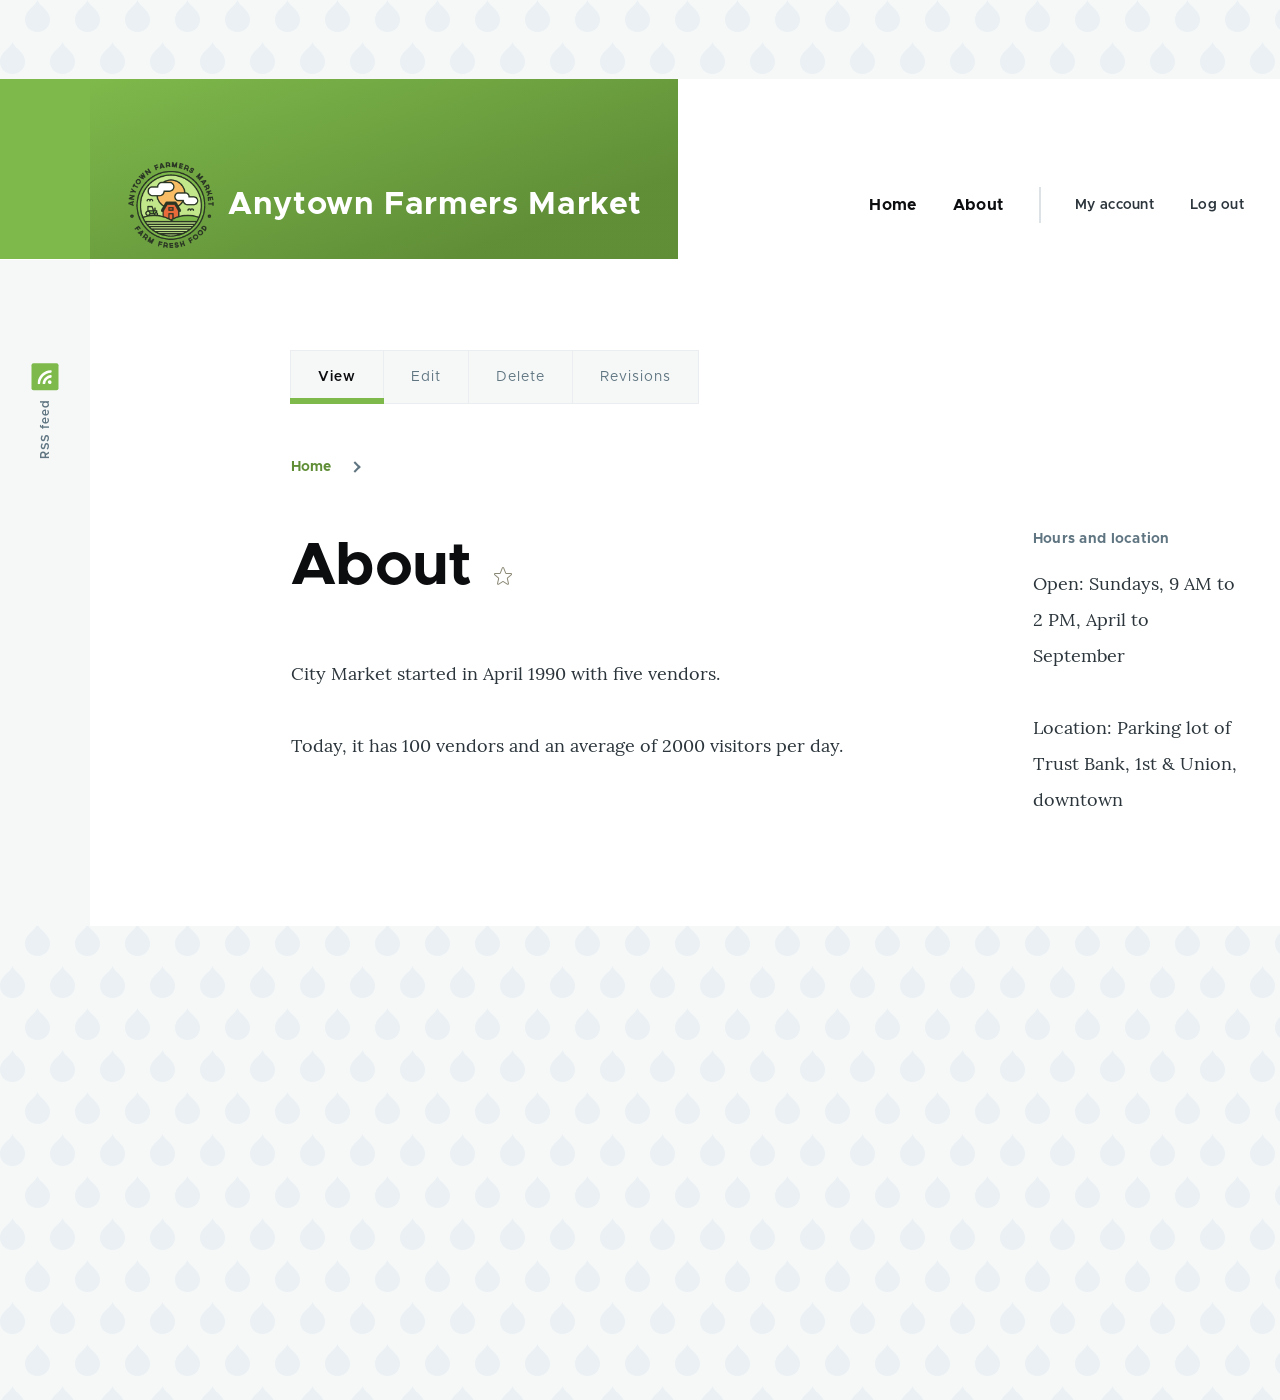 ANYTOWN FARMERS MARKET
FARM FRESH FOOD
Anytown Farmers Market
Home
About
My account
Log out
RSS feed
View
Edit
Delete
Revisions
Home
About
City Market started in April 1990 with five vendors.
Today, it has 100 vendors and an average of 2000 visitors per day.
Hours and location
Open: Sundays, 9 AM to
2 PM, April to
September
Location: Parking lot of
Trust Bank, 1st & Union,
downtown